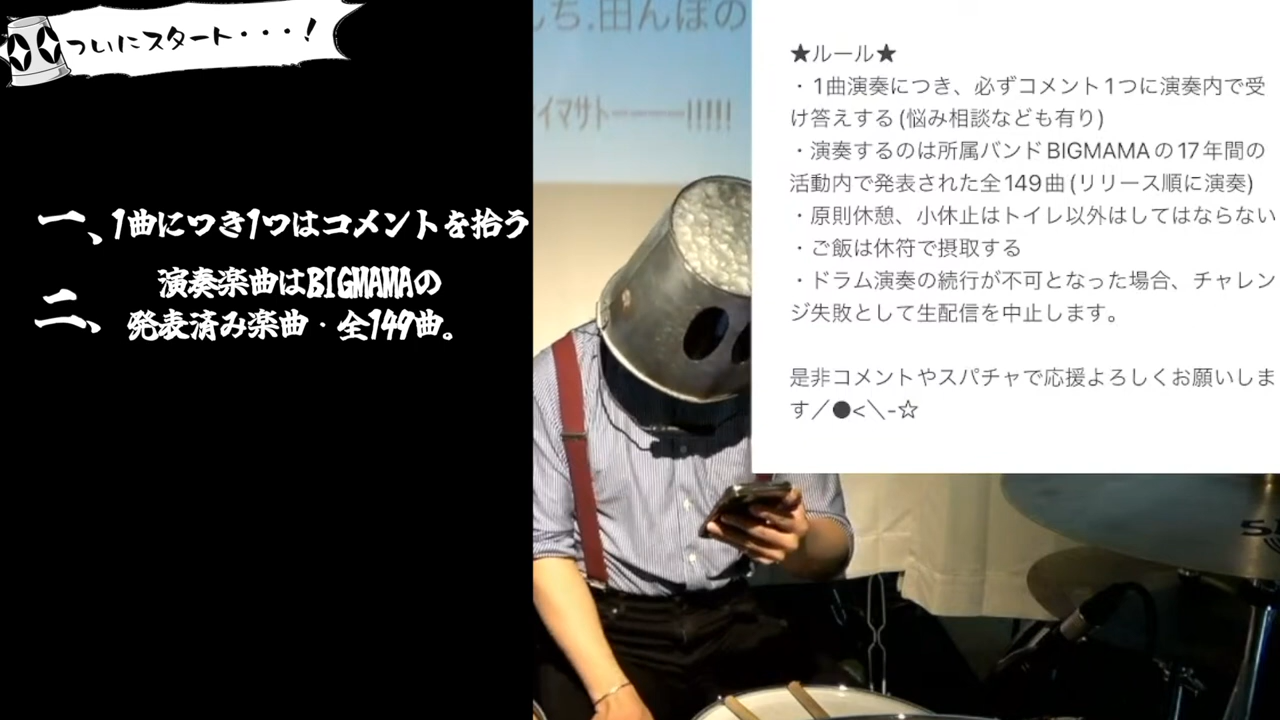 ついにスタート・・・!
一、1曲につき1つはコメントを拾う
二、演奏楽曲はBIGMAMAの
発表済み楽曲・全149曲。
ち.田んぼの
イマサトーーー!!!!!
★ルール★
・1曲演奏につき、必ずコメント1つに演奏内で受
け答えする(悩み相談なども有り)
・演奏するのは所属バンドBIGMAMAの17年間の
活動内で発表された全149曲(リリース順に演奏)
・原則休憩、小休止はトイレ以外はしてはならない
・ご飯は休符で摂取する
・ドラム演奏の続行が不可となった場合、チャレン
ジ失敗として生配信を中止します。
是非コメントやスパチャで応援よろしくお願いしま
す／●<＼-☆